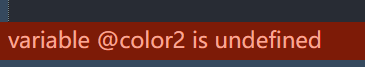 variable @color2 is undefined